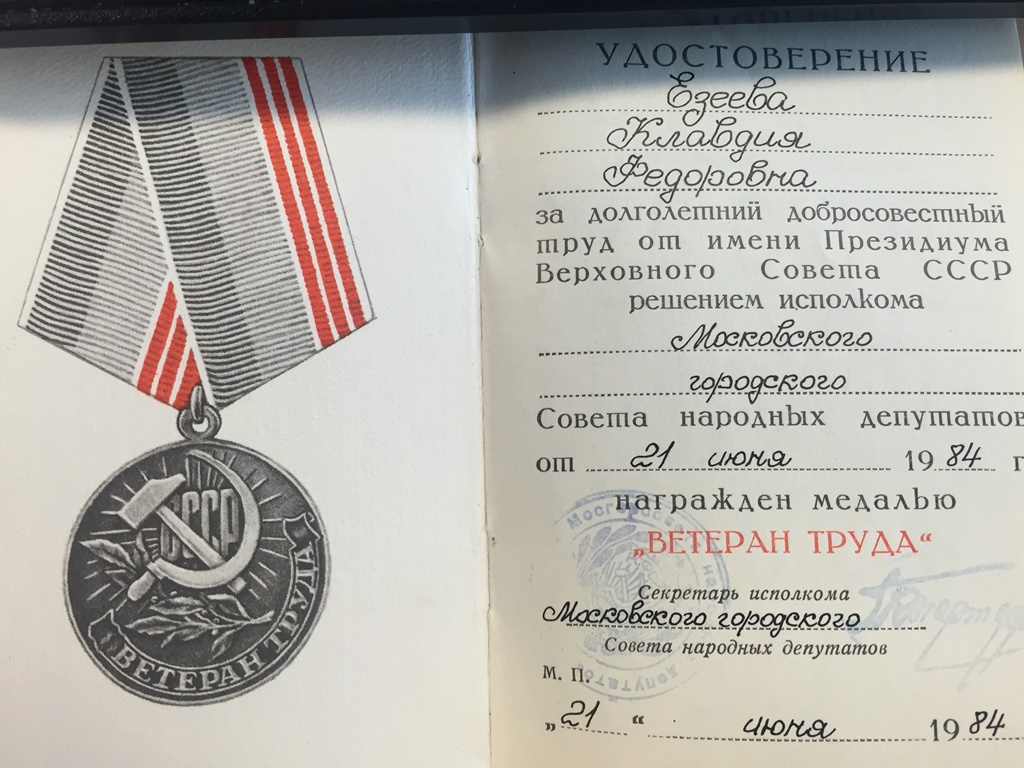 СССР
ВЕТЕРАН ТРУДА
УДОСТОВЕРЕНИЕ
Езеева
Клавдия
Федоровна
за долголетний добросовестный
труд от имени Президиума
Верховного Совета СССР
решением исполкома
Московского
городского
Совета народных депутатов
от 21 июня 1984 г
награжден медалью
„ВЕТЕРАН ТРУДА“
Секретарь исполкома
Московского городского
Совета народных депутатов
М. П.
„21“ июня 1984